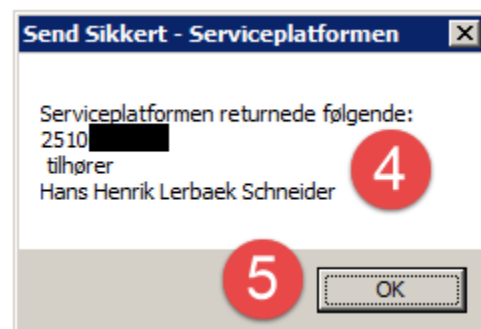 Send Sikkert - Serviceplatformen
Serviceplatformen returnede følgende:
2510
tilhører
Hans Henrik Lerbaek Schneider
4
5
OK